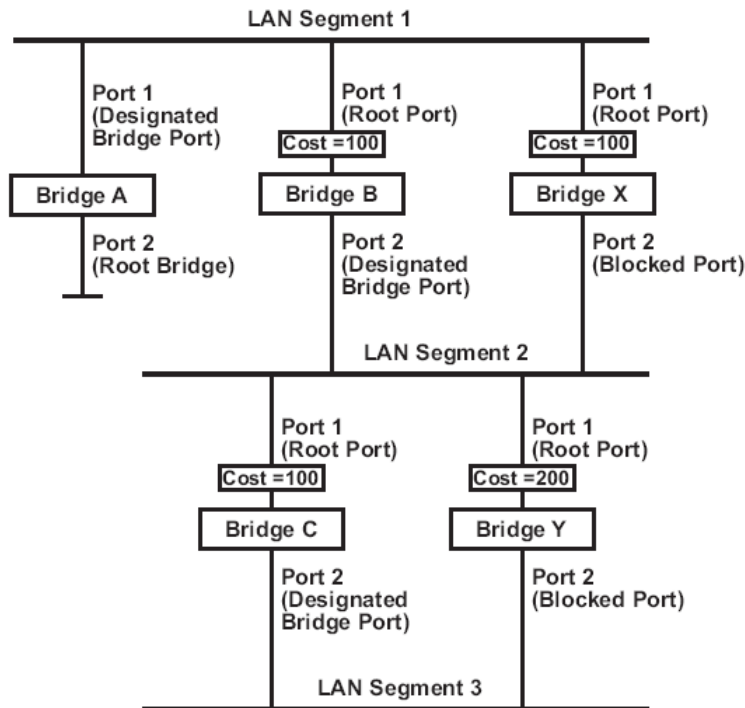 LAN Segment 1
Port 1
(Designated
Bridge Port)
Port 1
(Root Port)
Port 1
(Root Port)
Cost =100
Cost =100
Bridge A
Bridge B
Bridge X
Port 2
(Root Bridge)
Port 2
(Designated
Bridge Port)
Port 2
(Blocked Port)
LAN Segment 2
Port 1
(Root Port)
Port 1
(Root Port)
Cost =100
Cost =200
Bridge C
Bridge Y
Port 2
(Designated
Bridge Port)
Port 2
(Blocked Port)
LAN Segment 3